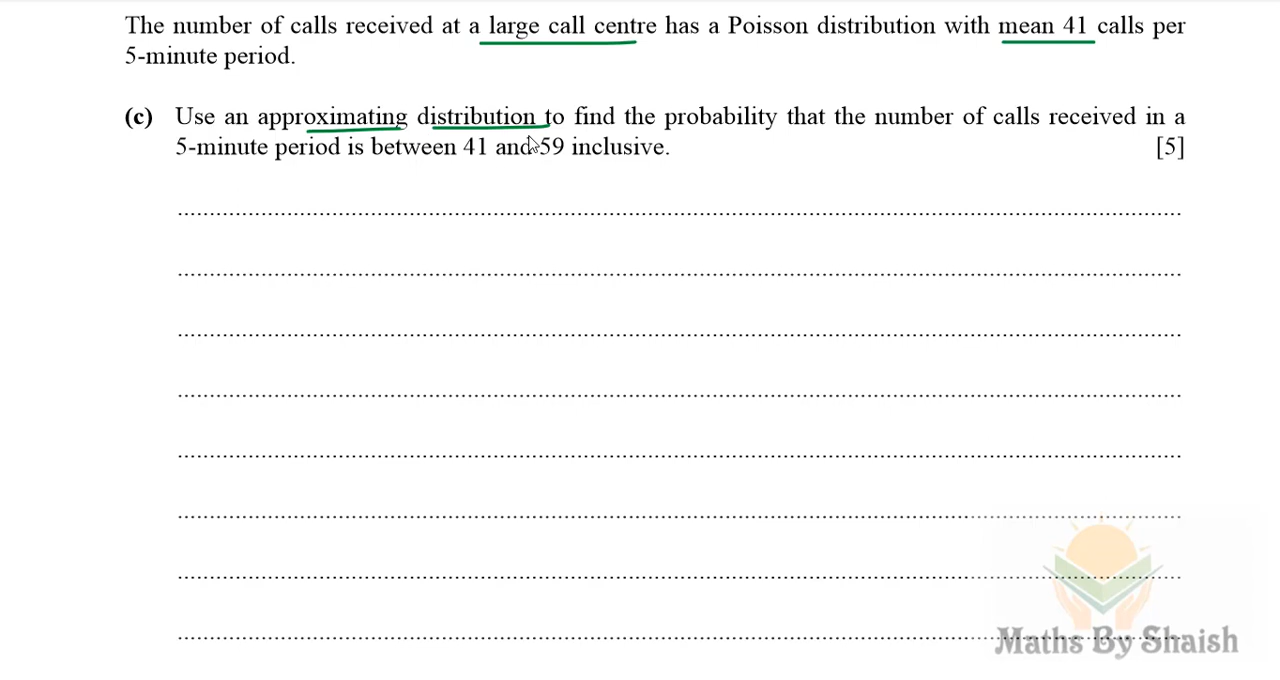 The number of calls received at a large call centre has a Poisson distribution with mean 41 calls per
5-minute period.
(c) Use an approximating distribution to find the probability that the number of calls received in a
5-minute period is between 41 and 59 inclusive. [5]
Maths By Shaish